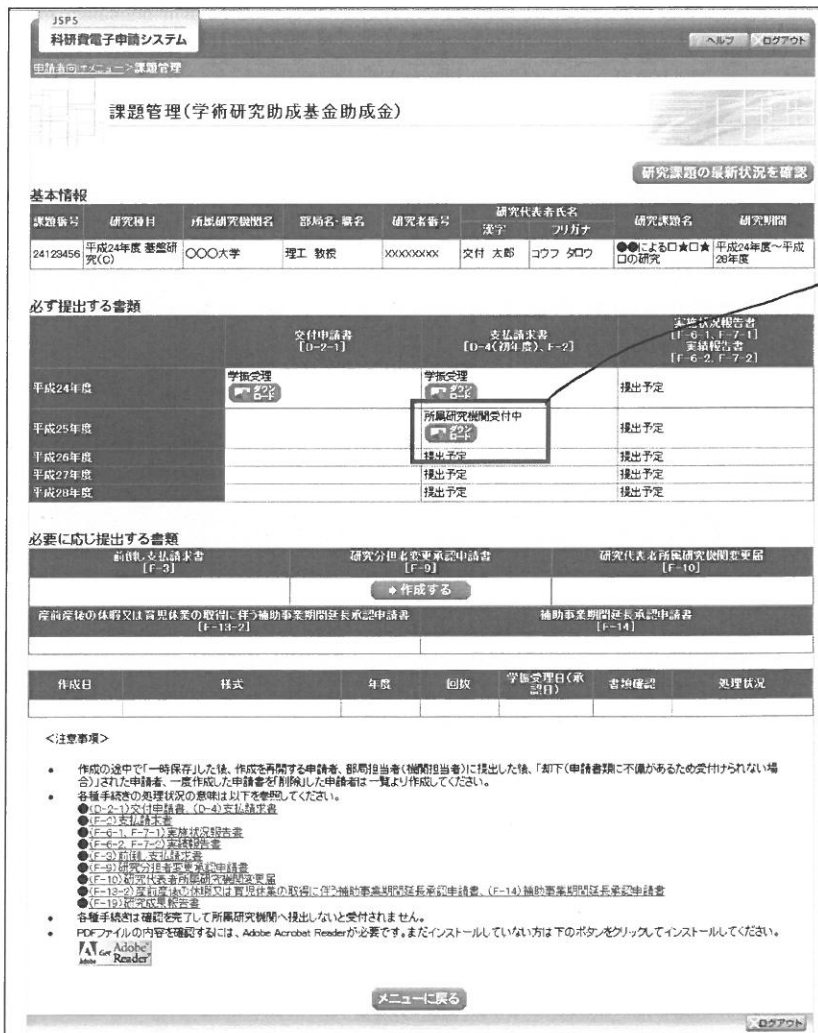 JSPS
科研費電子申請システム
ヘルプ
ログアウト
申請者向けメニュー>課題管理
課題管理(学術研究助成基金助成金)
研究課題の最新状況を確認
基本情報
課題番号 研究種目 所属研究機関名 部局名・職名 研究者番号 研究代表者氏名 研究課題名 研究期間
漢字 フリガナ
24123456 平成24年度 基盤研究(C) ○○○大学 理工 教授 XXXXXXXX 交付 太郎 コウフ タロウ ●●による□★□★□の研究 平成24年度～平成28年度
必ず提出する書類
交付申請書
[D-2-1]
支払請求書
[D-4(初年度)、F-2]
実施状況報告書
[F-6-1、F-7-1]
実績報告書
[F-6-2、F-7-2]
平成24年度 学振受理 ダウンロード 学振受理 ダウンロード 提出予定
平成25年度 所属研究機関受付中 ダウンロード 提出予定
平成26年度 提出予定 提出予定
平成27年度 提出予定 提出予定
平成28年度 提出予定 提出予定
必要に応じ提出する書類
前倒し支払請求書
[F-3]
研究分担者変更承認申請書
[F-9]
研究代表者所属研究機関変更届
[F-10]
作成する
産前産後の休暇又は育児休業の取得に伴う補助事業期間延長承認申請書
[F-13-2]
補助事業期間延長承認申請書
[F-14]
作成日 様式 年度 回数 学振受理日(承認日) 書類確認 処理状況
<注意事項>
• 作成の途中で「一時保存」した後、作成を再開する申請者、部局担当者(機関担当者)に提出した後、「却下(申請書類に不備があるため受付けられない場
合)」された申請者、一度作成した申請書を「削除」した申請者は一覧より作成してください。
• 各種手続きの処理状況の意味は以下を参照してください。
●(D-2-1)交付申請書、(D-4)支払請求書
●(F-2)支払請求書
●(F-6-1、F-7-1)実施状況報告書
●(F-6-2、F-7-2)実績報告書
●(F-3)前倒し支払請求書
●(F-9)研究分担者変更承認申請書
●(F-10)研究代表者所属研究機関変更届
●(F-13-2)産前産後の休暇又は育児休業の取得に伴う補助事業期間延長承認申請書、(F-14)補助事業期間延長承認申請書
●(F-19)研究成果報告書
• 各種手続きは確認を完了して所属研究機関へ提出しないと受付されません。
• PDFファイルの内容を確認するには、Adobe Acrobat Readerが必要です。まだインストールしていない方は下のボタンをクリックしてインストールしてください。
Adobe Get Adobe Reader
メニューに戻る
ログアウト